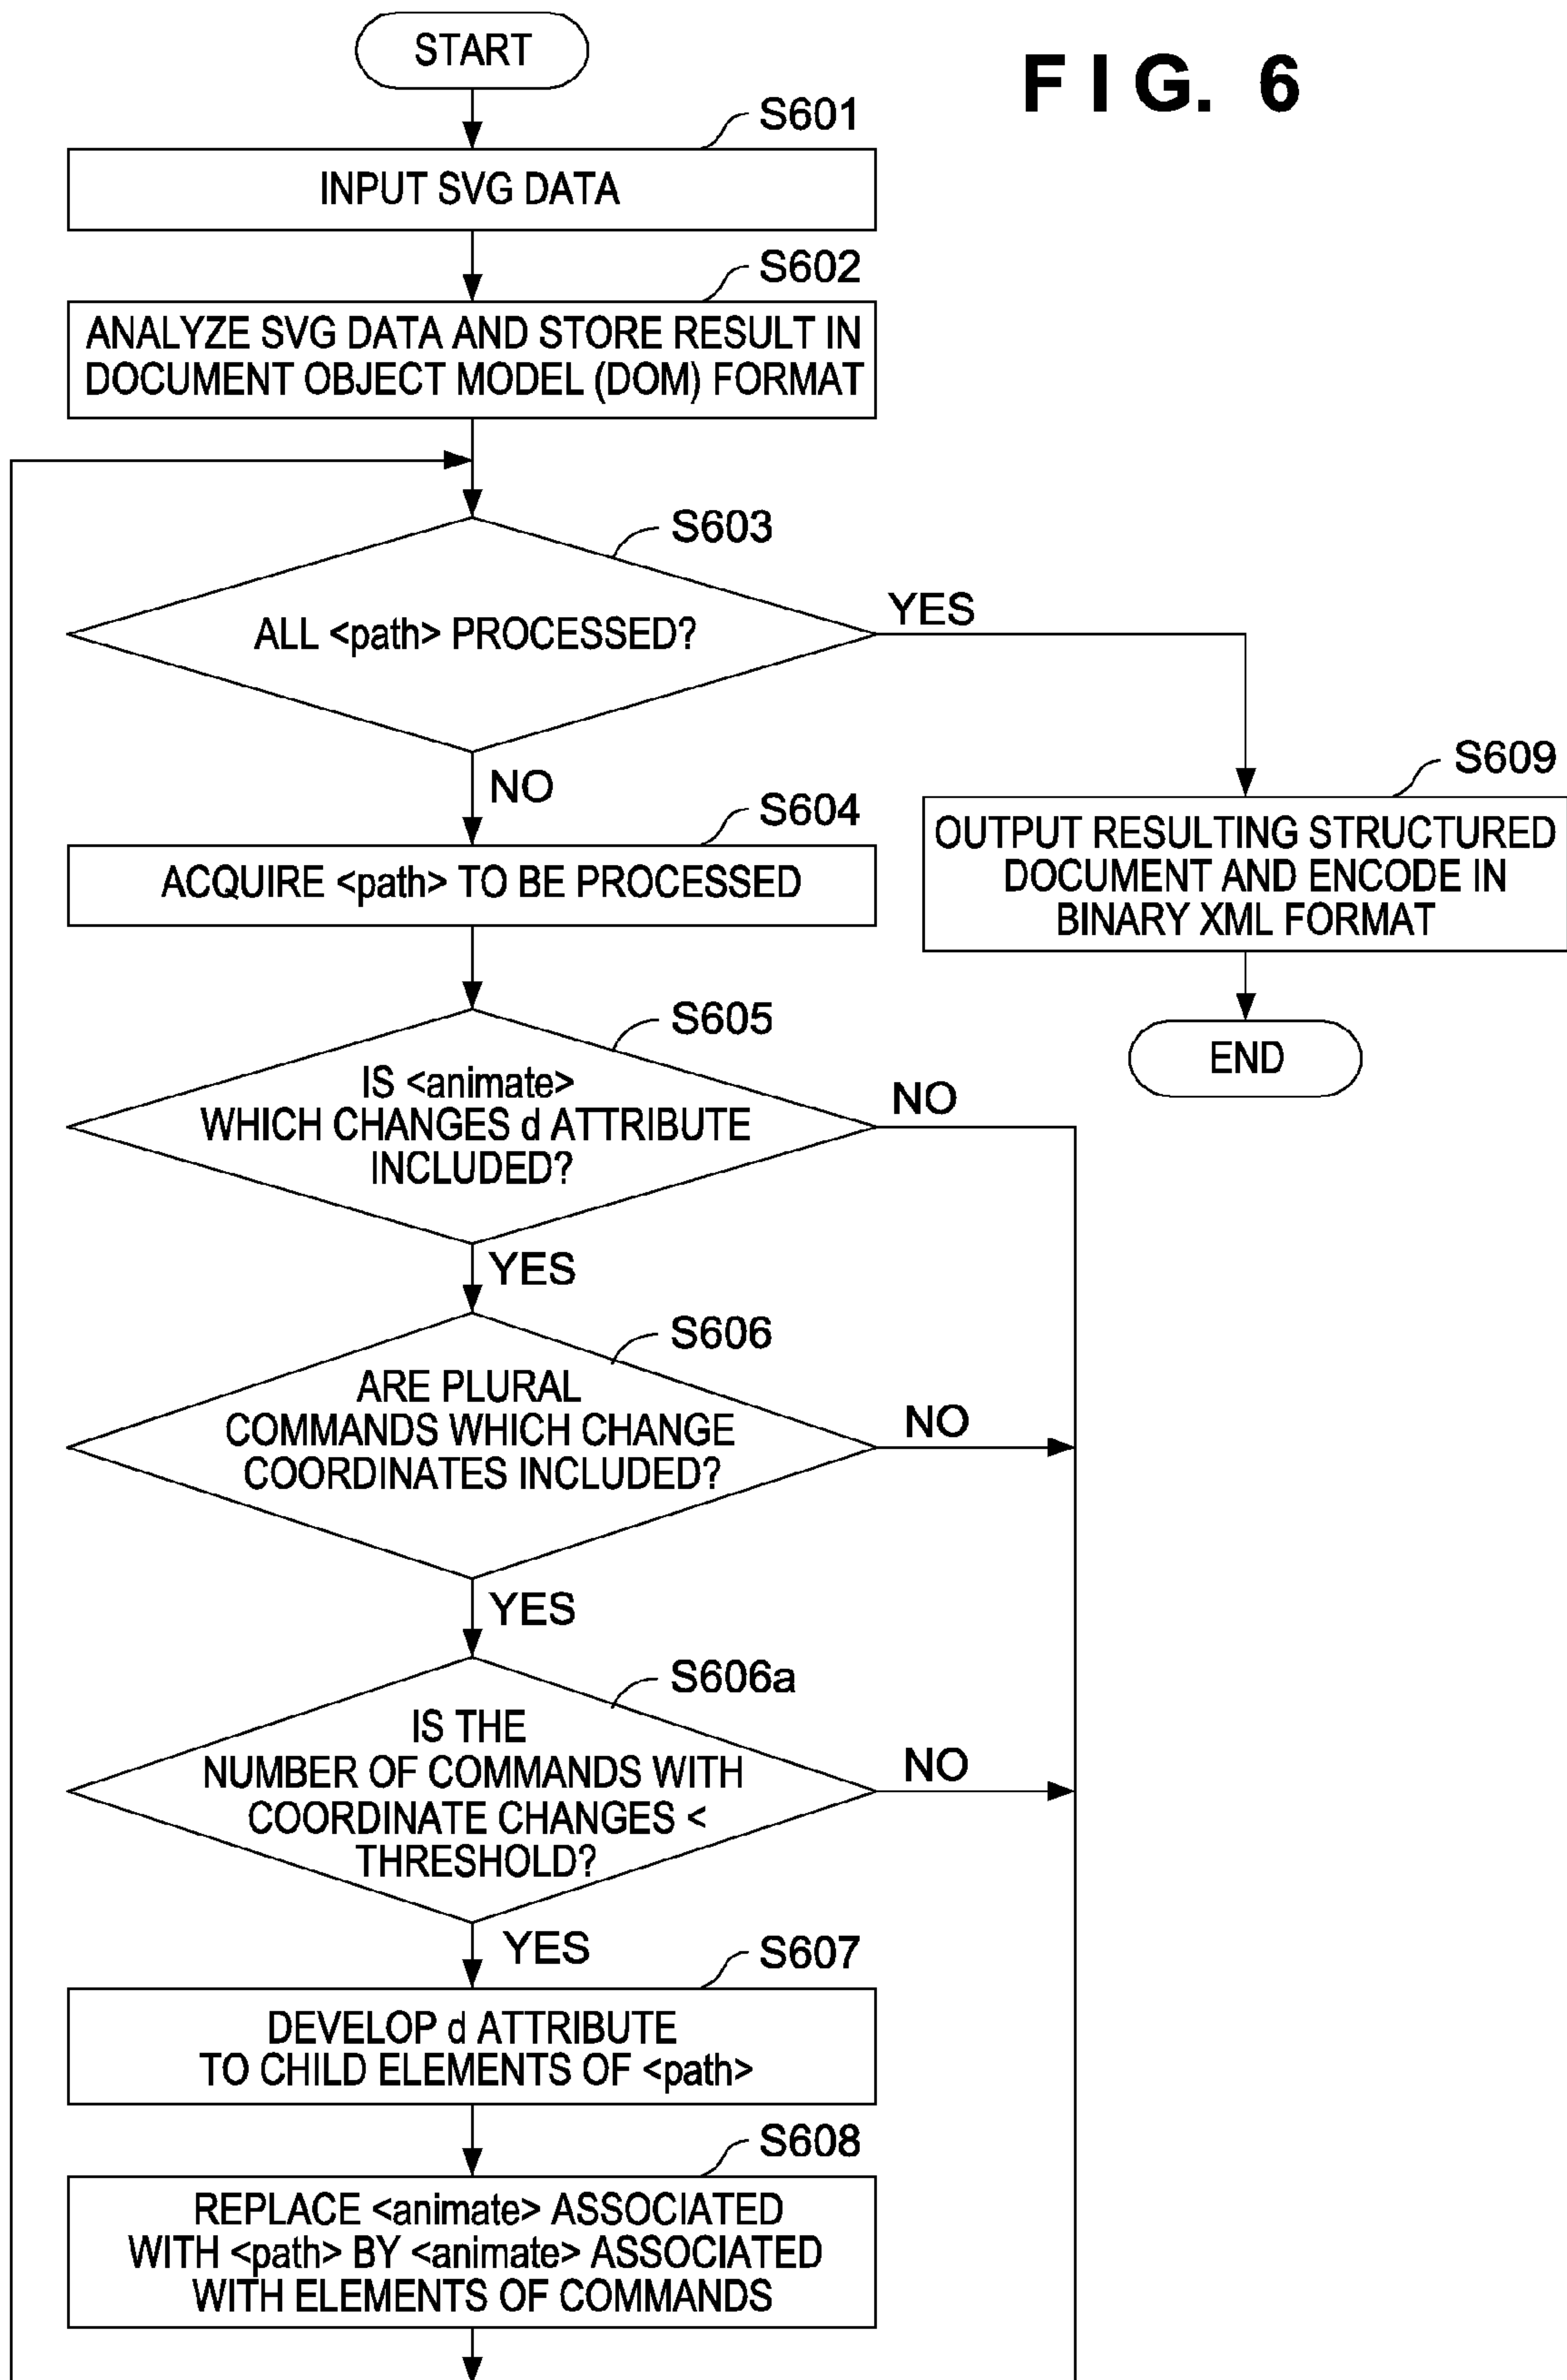 START
F I G. 6
S601
INPUT SVG DATA
S602
ANALYZE SVG DATA AND STORE RESULT IN
DOCUMENT OBJECT MODEL (DOM) FORMAT
S603
ALL <path> PROCESSED?
YES
NO
S604
ACQUIRE <path> TO BE PROCESSED
S609
OUTPUT RESULTING STRUCTURED
DOCUMENT AND ENCODE IN
BINARY XML FORMAT
END
S605
IS <animate>
WHICH CHANGES d ATTRIBUTE
INCLUDED?
NO
YES
S606
ARE PLURAL
COMMANDS WHICH CHANGE
COORDINATES INCLUDED?
NO
YES
S606a
IS THE
NUMBER OF COMMANDS WITH
COORDINATE CHANGES <
THRESHOLD?
NO
YES
S607
DEVELOP d ATTRIBUTE
TO CHILD ELEMENTS OF <path>
S608
REPLACE <animate> ASSOCIATED
WITH <path> BY <animate> ASSOCIATED
WITH ELEMENTS OF COMMANDS